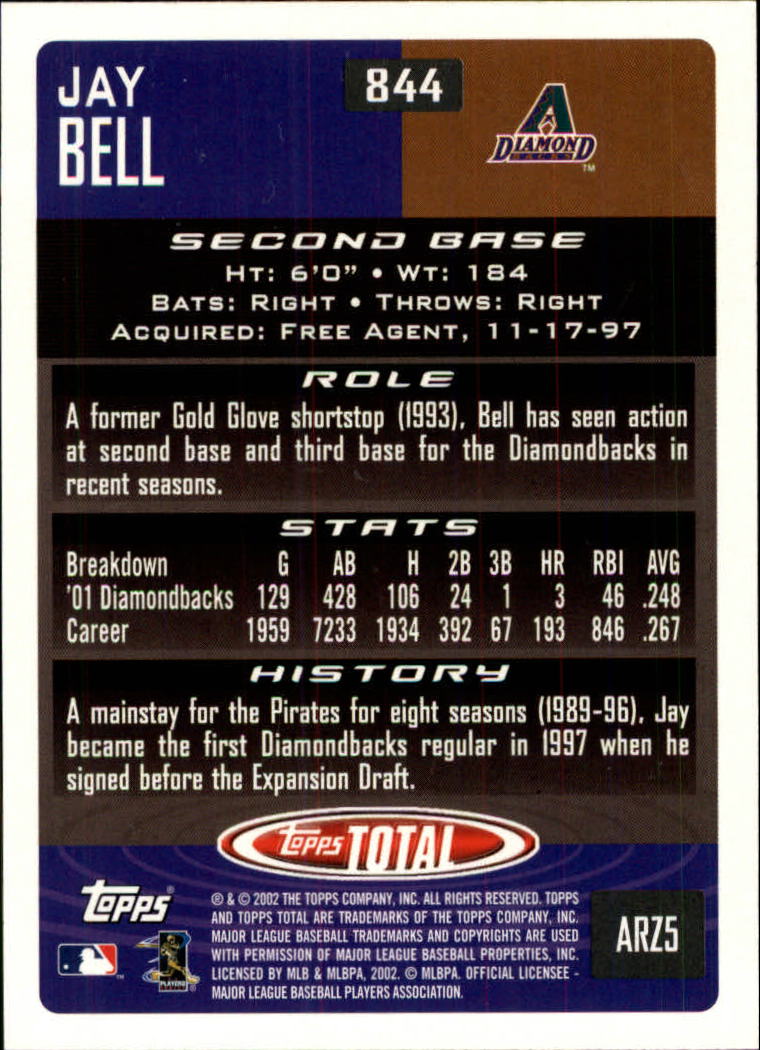 JAY
BELL
844
DIAMOND
BACKS
TM
SECOND BASE
HT: 6'0" • WT: 184
BATS: RIGHT • THROWS: RIGHT
ACQUIRED: FREE AGENT, 11-17-97
ROLE
A former Gold Glove shortstop (1993), Bell has seen action
at second base and third base for the Diamondbacks in
recent seasons.
STATS
Breakdown G AB H 2B 3B HR RBI AVG
'01 Diamondbacks 129 428 106 24 1 3 46 .248
Career 1959 7233 1934 392 67 193 846 .267
HISTORY
A mainstay for the Pirates for eight seasons (1989-96), Jay
became the first Diamondbacks regular in 1997 when he
signed before the Expansion Draft.
Topps TOTAL
Topps®
® & © 2002 THE TOPPS COMPANY, INC. ALL RIGHTS RESERVED. TOPPS
AND TOPPS TOTAL ARE TRADEMARKS OF THE TOPPS COMPANY, INC.
MAJOR LEAGUE BASEBALL TRADEMARKS AND COPYRIGHTS ARE USED
WITH PERMISSION OF MAJOR LEAGUE BASEBALL PROPERTIES, INC.
LICENSED BY MLB & MLBPA, 2002. © MLBPA. OFFICIAL LICENSEE -
MAJOR LEAGUE BASEBALL PLAYERS ASSOCIATION.
TM
PLAYERS
ARZ5